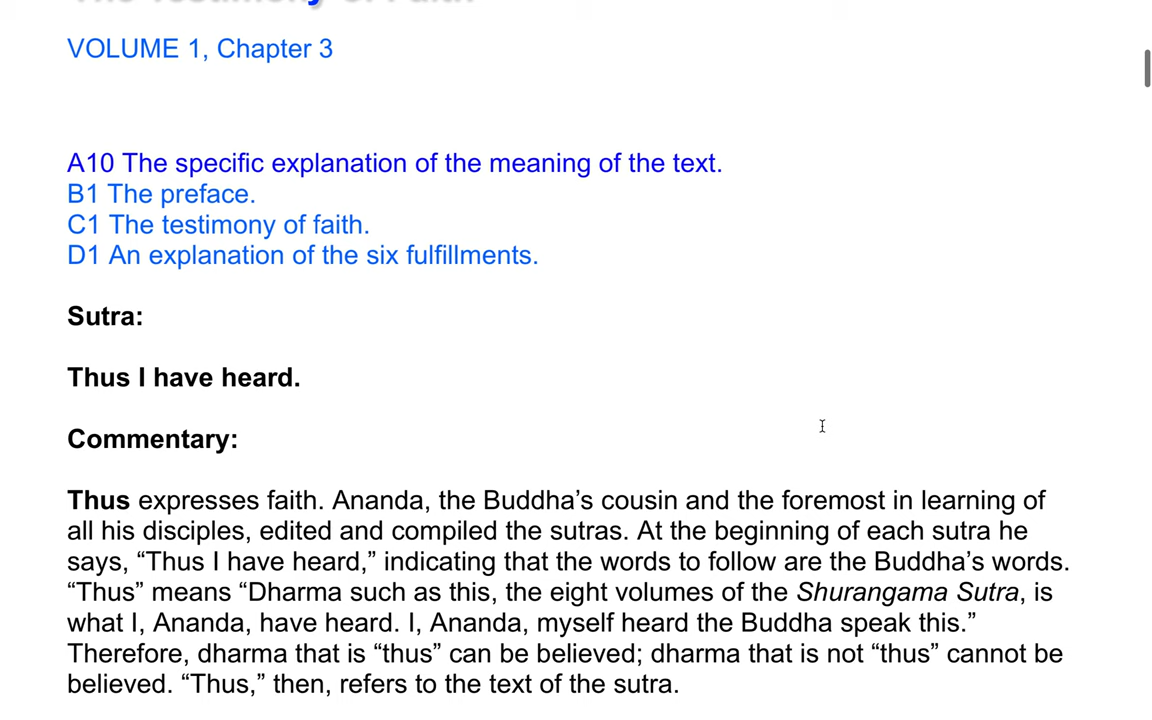 The Testimony of Faith
VOLUME 1, Chapter 3
A10 The specific explanation of the meaning of the text.
B1 The preface.
C1 The testimony of faith.
D1 An explanation of the six fulfillments.
Sutra:
Thus I have heard.
Commentary:
Thus expresses faith. Ananda, the Buddha’s cousin and the foremost in learning of
all his disciples, edited and compiled the sutras. At the beginning of each sutra he
says, “Thus I have heard,” indicating that the words to follow are the Buddha’s words.
“Thus” means “Dharma such as this, the eight volumes of the Shurangama Sutra, is
what I, Ananda, have heard. I, Ananda, myself heard the Buddha speak this.”
Therefore, dharma that is “thus” can be believed; dharma that is not “thus” cannot be
believed. “Thus,” then, refers to the text of the sutra.